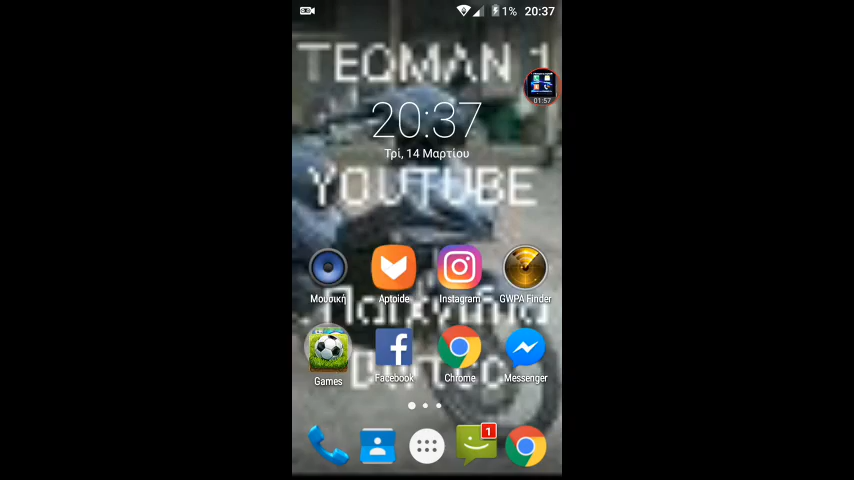 1% 20:37
TEQMAN 1
01:57
20:37
Τρί, 14 Μαρτίου
YOUTUBE
Μουσική Aptoide Instagram GWPA Finder
Παιχνίδια
Games Facebook Chrome Messenger
1